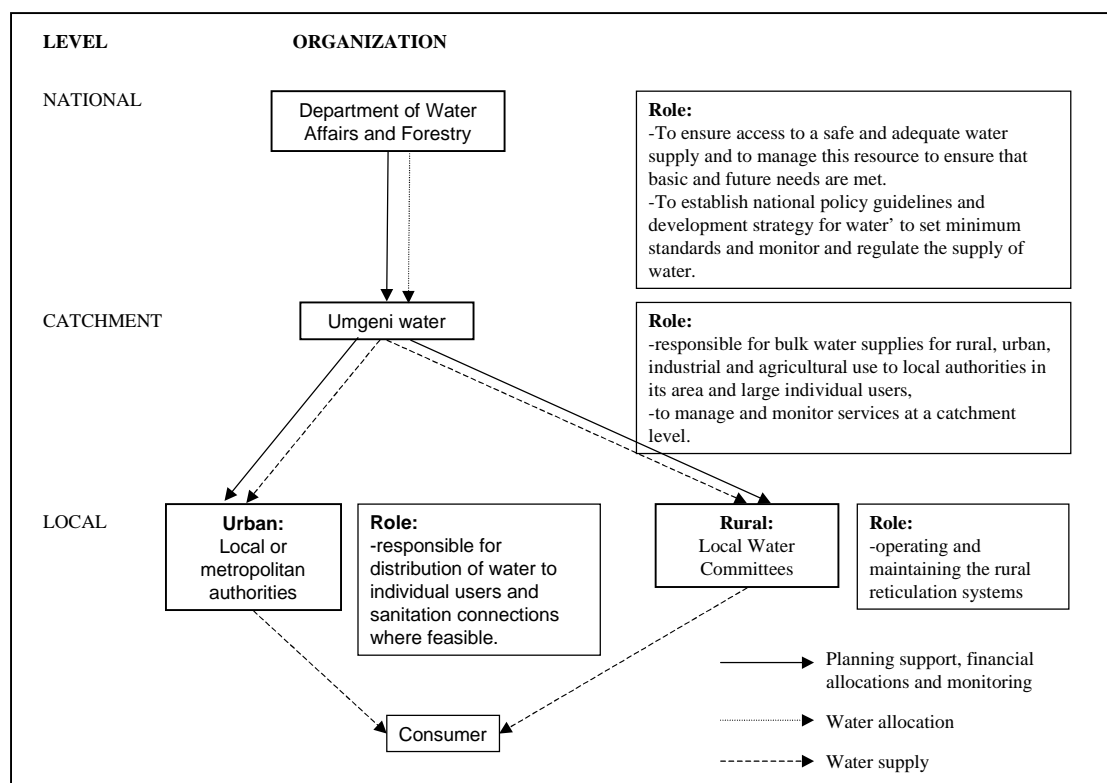 LEVEL ORGANIZATION
NATIONAL
Department of Water
Affairs and Forestry
Role:
-To ensure access to a safe and adequate water
supply and to manage this resource to ensure that
basic and future needs are met.
-To establish national policy guidelines and
development strategy for water’ to set minimum
standards and monitor and regulate the supply of
water.
CATCHMENT
Umgeni water
Role:
-responsible for bulk water supplies for rural, urban,
industrial and agricultural use to local authorities in
its area and large individual users,
-to manage and monitor services at a catchment
level.
LOCAL
Urban:
Local or
metropolitan
authorities
Role:
-responsible for
distribution of water to
individual users and
sanitation connections
where feasible.
Rural:
Local Water
Committees
Role:
-operating and
maintaining the rural
reticulation systems
Consumer
Planning support, financial
allocations and monitoring
Water allocation
Water supply